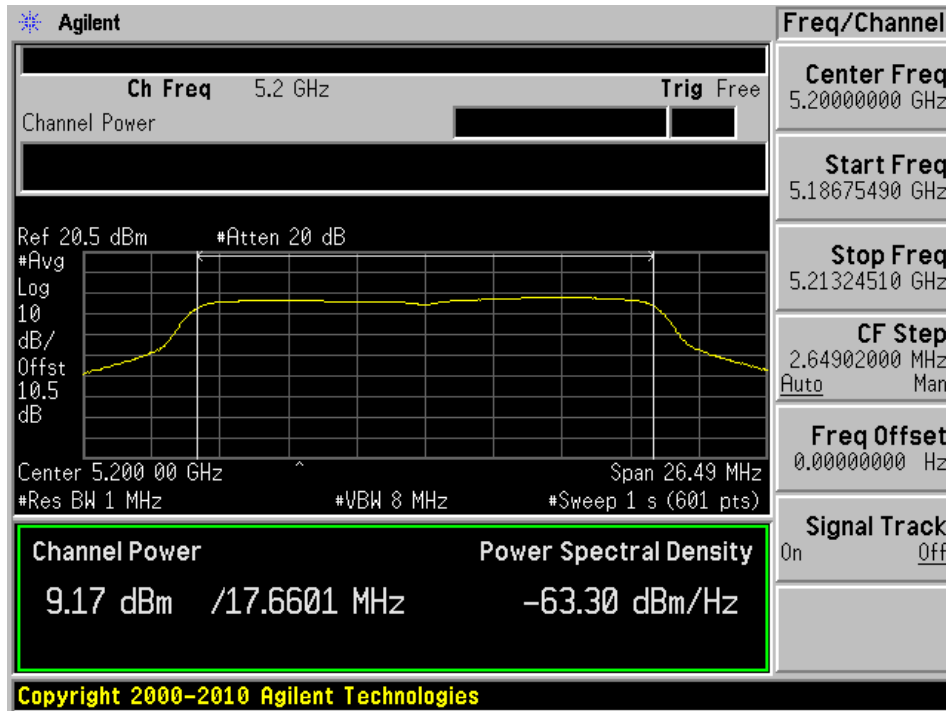 Agilent
Freq/Channel
Ch Freq 5.2 GHz Trig Free
Channel Power
Center Freq
5.20000000 GHz
Start Freq
5.18675490 GHz
Stop Freq
5.21324510 GHz
CF Step
2.64902000 MHz
Auto Man
Freq Offset
0.00000000 Hz
Signal Track
On Off
Ref 20.5 dBm #Atten 20 dB
#Avg
Log
10
dB/
Offst
10.5
dB
Center 5.200 00 GHz Span 26.49 MHz
#Res BW 1 MHz #VBW 8 MHz #Sweep 1 s (601 pts)
Channel Power Power Spectral Density
9.17 dBm /17.6601 MHz -63.30 dBm/Hz
Copyright 2000-2010 Agilent Technologies